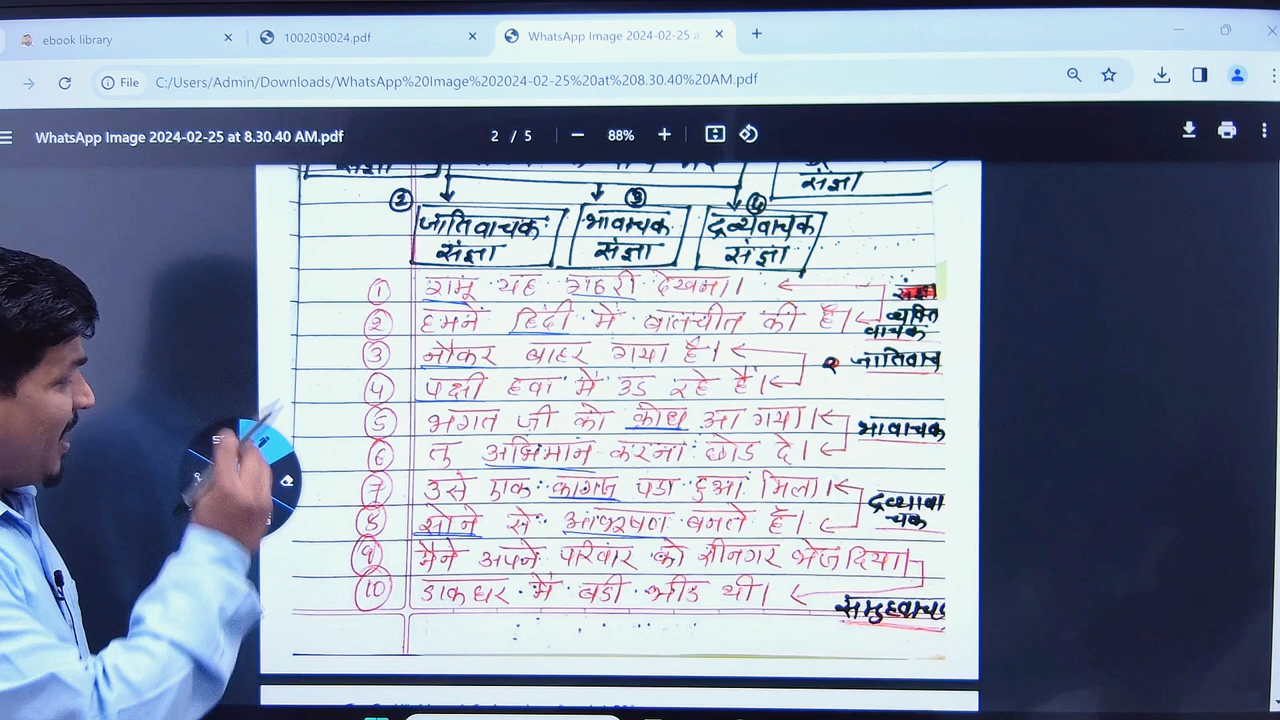 ebook library
1002030024.pdf
WhatsApp Image 2024-02-25 a
File
C:/Users/Admin/Downloads/WhatsApp%20Image%202024-02-25%20at%208.30.40%20AM.pdf
WhatsApp Image 2024-02-25 at 8.30.40 AM.pdf
2 / 5
88%
संज्ञा
संज्ञा
२ जातिवाचक संज्ञा
३ भावाचक संज्ञा
४ द्रव्यवाचक संज्ञा
1 रामू यह शहरी देखना।
2 हमने हिंदी में बातचीत की है।
व्यक्ति वाचक
3 नौकर बाहर गया है।
२ जातिवाच
4 पक्षी हवा में उड रहे हैं।
5 भगत जी को क्रोध आ गया।
भावाचक
6 तु अभिमान करना छोड दे।
7 उसे एक कागज पडा हुआ मिला।
द्रव्यावाचक
8 सोने से आभूषण बनते हैं।
9 मैंने अपने परिवार को श्रीनगर भेज दिया।
10 डाकघर में बडी भीड थी।
समुहवाचक